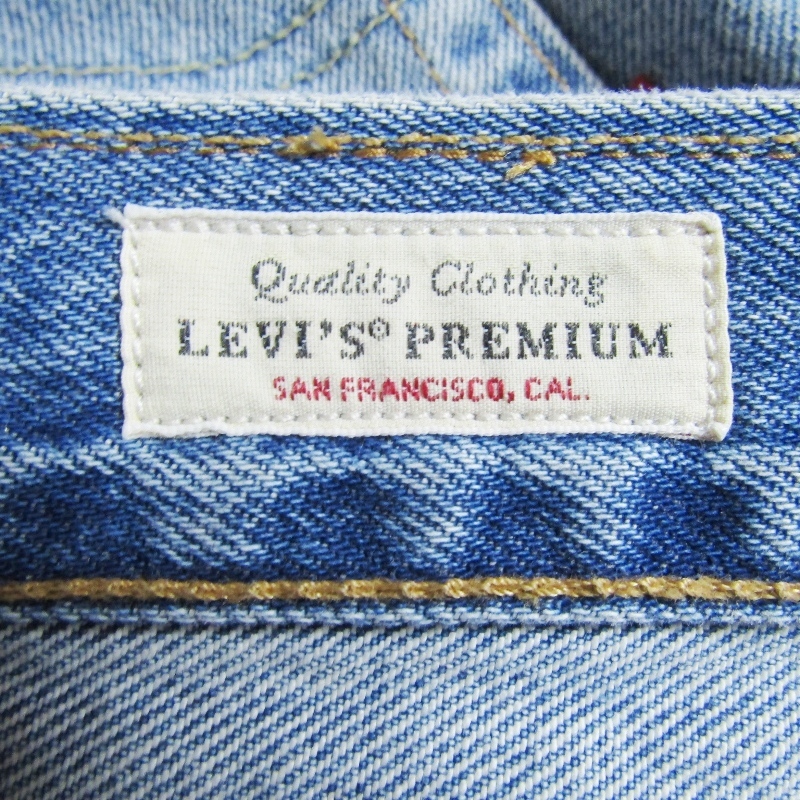 Quality Clothing
LEVI'S® PREMIUM
SAN FRANCISCO, CAL.